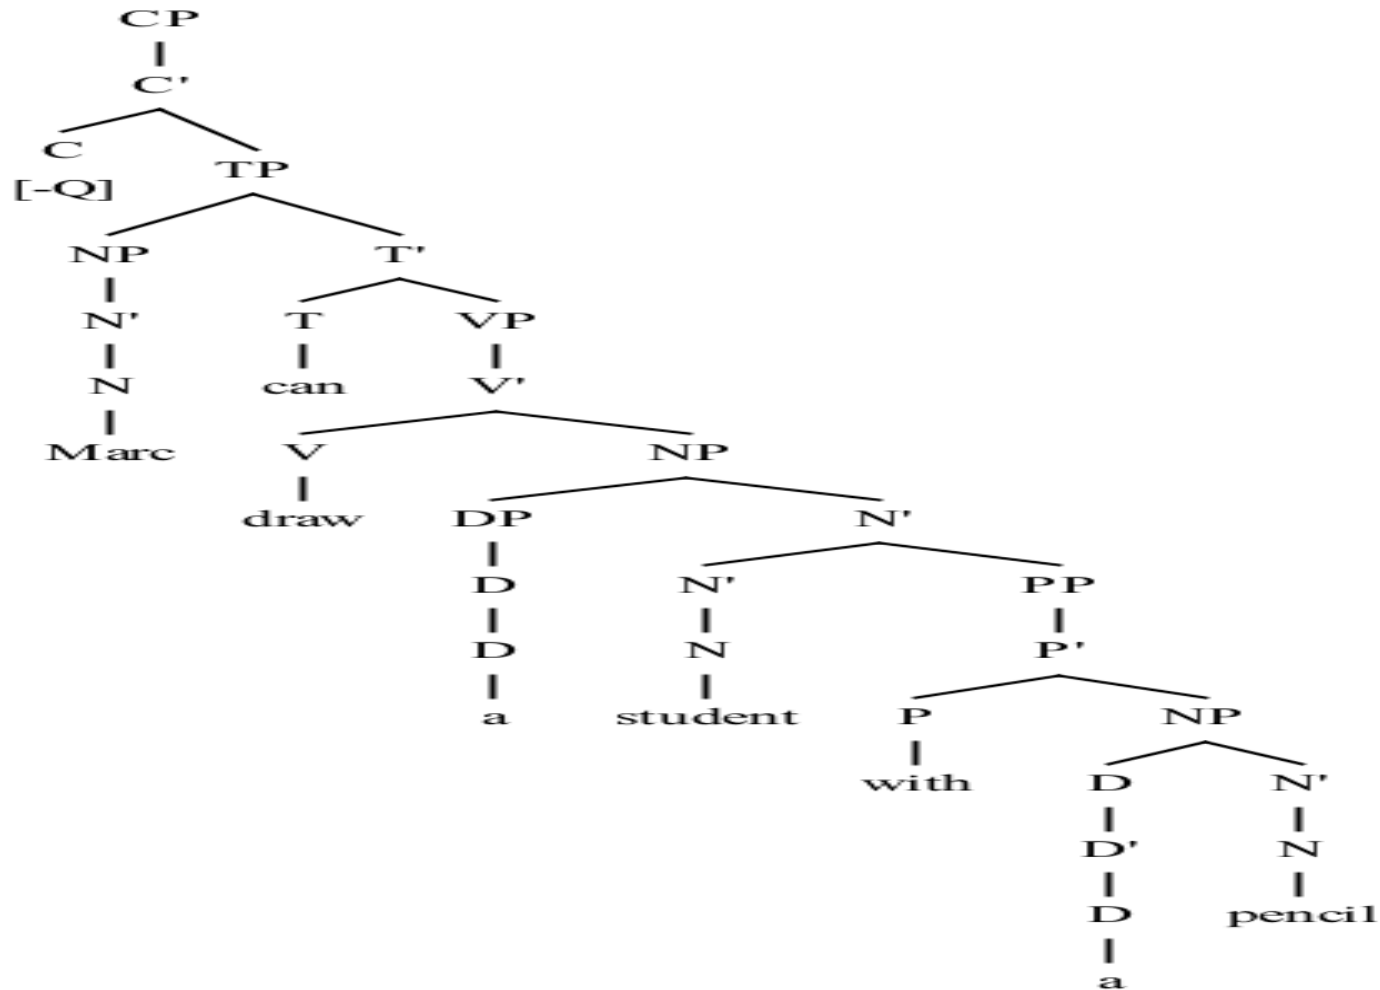 CP
C'
C TP
[-Q]
NP T'
N' T VP
N can V'
Marc V NP
draw DP N'
D N' PP
D N P'
a student P NP
with D N'
D' N
D pencil
a